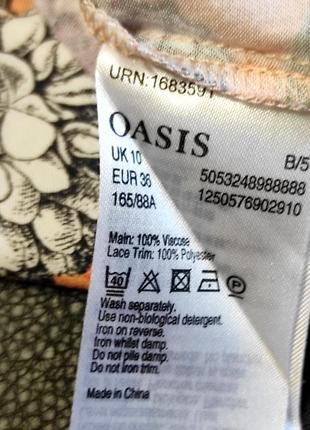 URN:1683591
OASIS
UK 10 B/5
EUR 36 5053248988888
165/88A 1250576902910
Main: 100% Viscose
Lace Trim: 100% Polyester
40 P
Wash separately.
Use non-biological detergent.
Iron on reverse.
Iron whilst damp.
Do not pile damp.
Do not iron trim.
Made in China